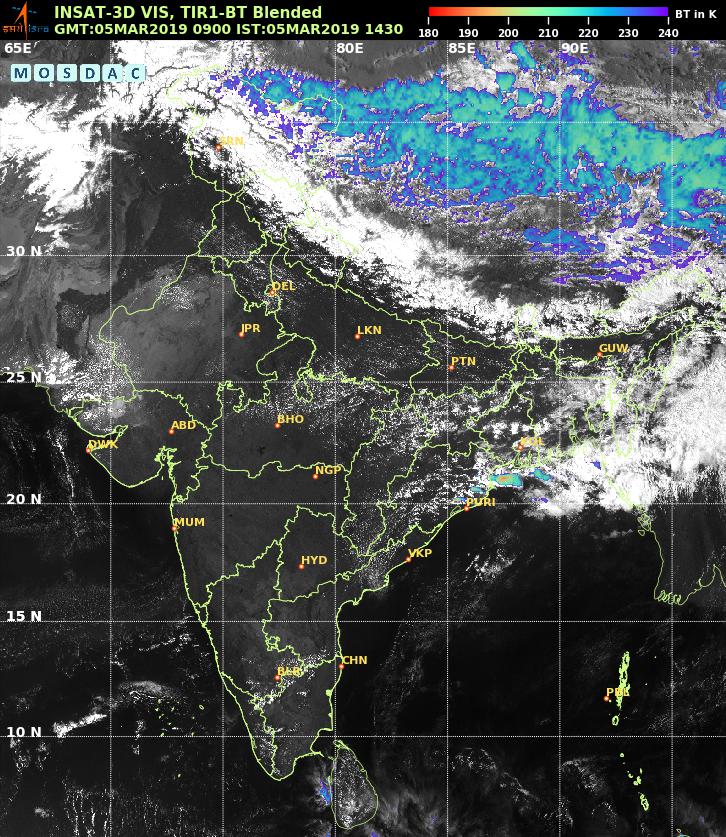 INSAT-3D VIS, TIR1-BT Blended
GMT:05MAR2019 0900 IST:05MAR2019 1430
BT in K
180 190 200 210 220 230 240
65E 75E 80E 85E 90E
MOSDAC
SRN
30 N
DEL
JPR LKN GUW
PTN
25 N
ABD BHO
DWK KOL
NGP
20 N PURI
MUM
HYD VKP
15 N
CHN
BLR
PBL
10 N